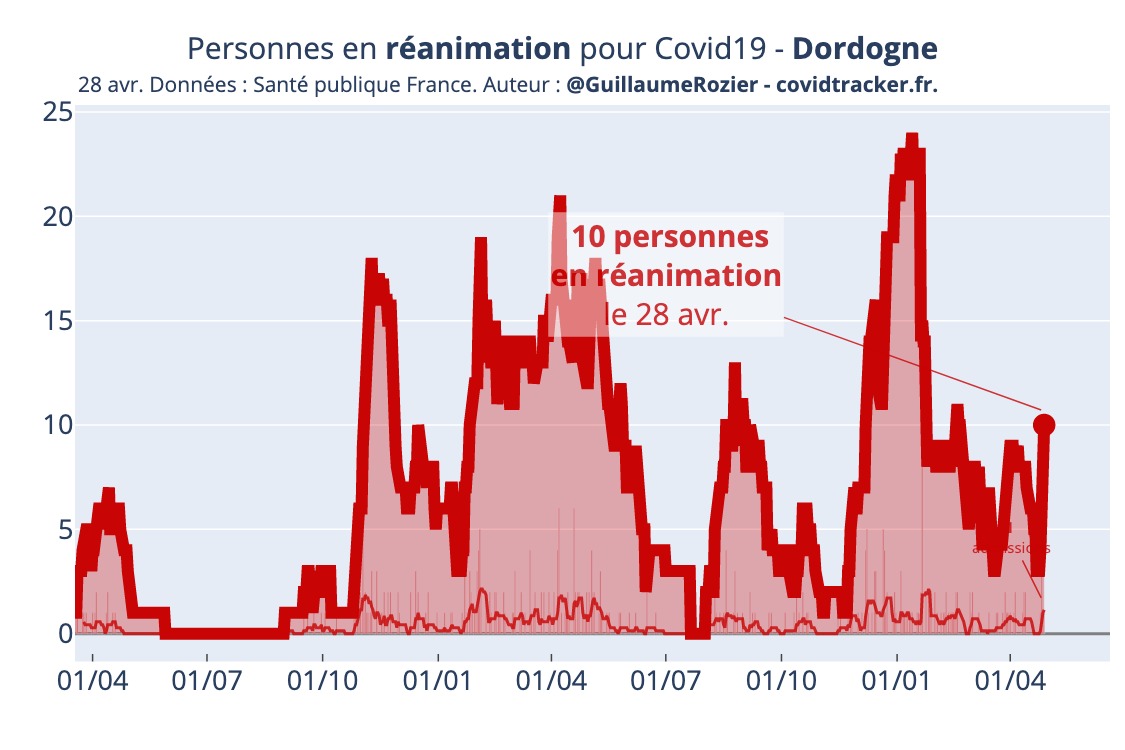 Personnes en réanimation pour Covid19 - Dordogne
28 avr. Données : Santé publique France. Auteur : @GuillaumeRozier - covidtracker.fr.
25
20
15
10
5
0
10 personnes
en réanimation
le 28 avr.
admissions
01/04
01/07
01/10
01/01
01/04
01/07
01/10
01/01
01/04